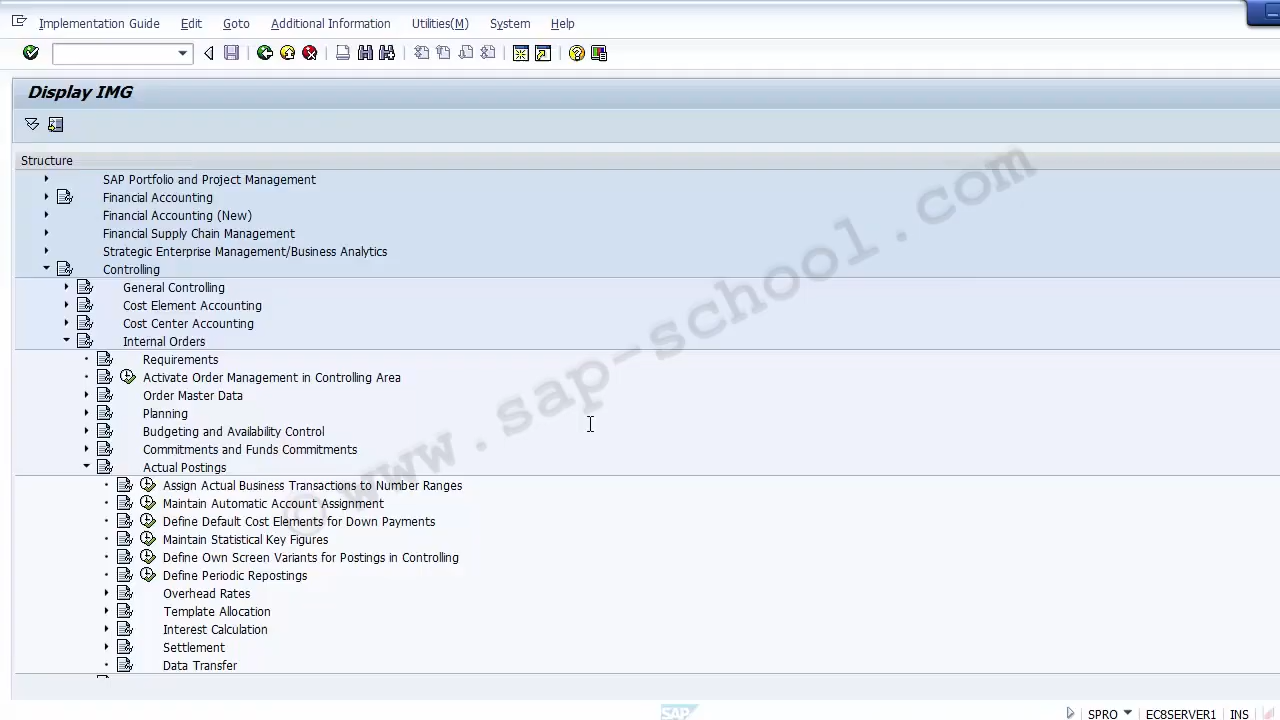 Implementation Guide Edit Goto Additional Information Utilities(M) System Help
Display IMG
Structure
SAP Portfolio and Project Management
Financial Accounting
Financial Accounting (New)
Financial Supply Chain Management
Strategic Enterprise Management/Business Analytics
Controlling
General Controlling
Cost Element Accounting
Cost Center Accounting
Internal Orders
Requirements
Activate Order Management in Controlling Area
Order Master Data
Planning
Budgeting and Availability Control
Commitments and Funds Commitments
Actual Postings
Assign Actual Business Transactions to Number Ranges
Maintain Automatic Account Assignment
Define Default Cost Elements for Down Payments
Maintain Statistical Key Figures
Define Own Screen Variants for Postings in Controlling
Define Periodic Repostings
Overhead Rates
Template Allocation
Interest Calculation
Settlement
Data Transfer
© www.sap-school.com
SAP SPRO EC8SERVER1 INS